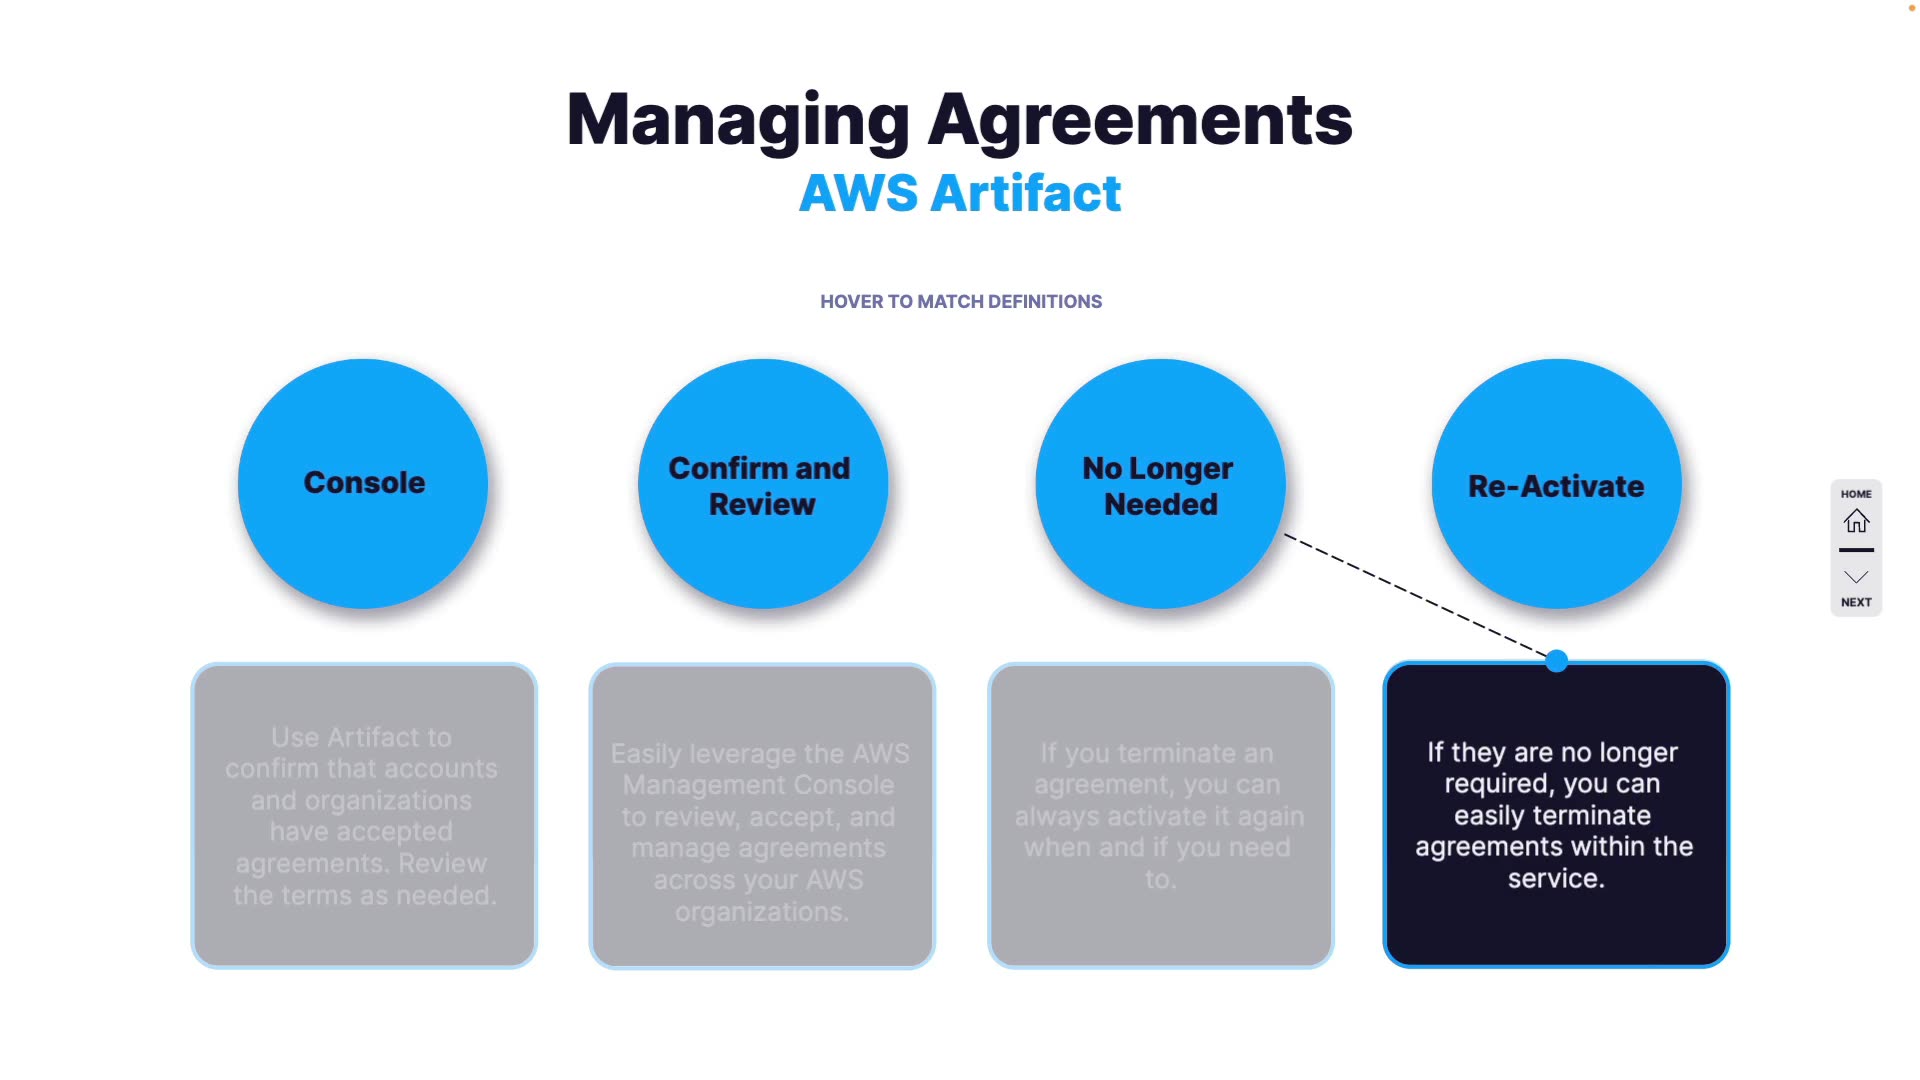 Managing Agreements
AWS Artifact
HOVER TO MATCH DEFINITIONS
Console
Confirm and
Review
No Longer
Needed
Re-Activate
HOME
NEXT
Use Artifact to
confirm that accounts
and organizations
have accepted
agreements. Review
the terms as needed.
Easily leverage the AWS
Management Console
to review, accept, and
manage agreements
across your AWS
organizations.
If you terminate an
agreement, you can
always activate it again
when and if you need
to.
If they are no longer
required, you can
easily terminate
agreements within the
service.